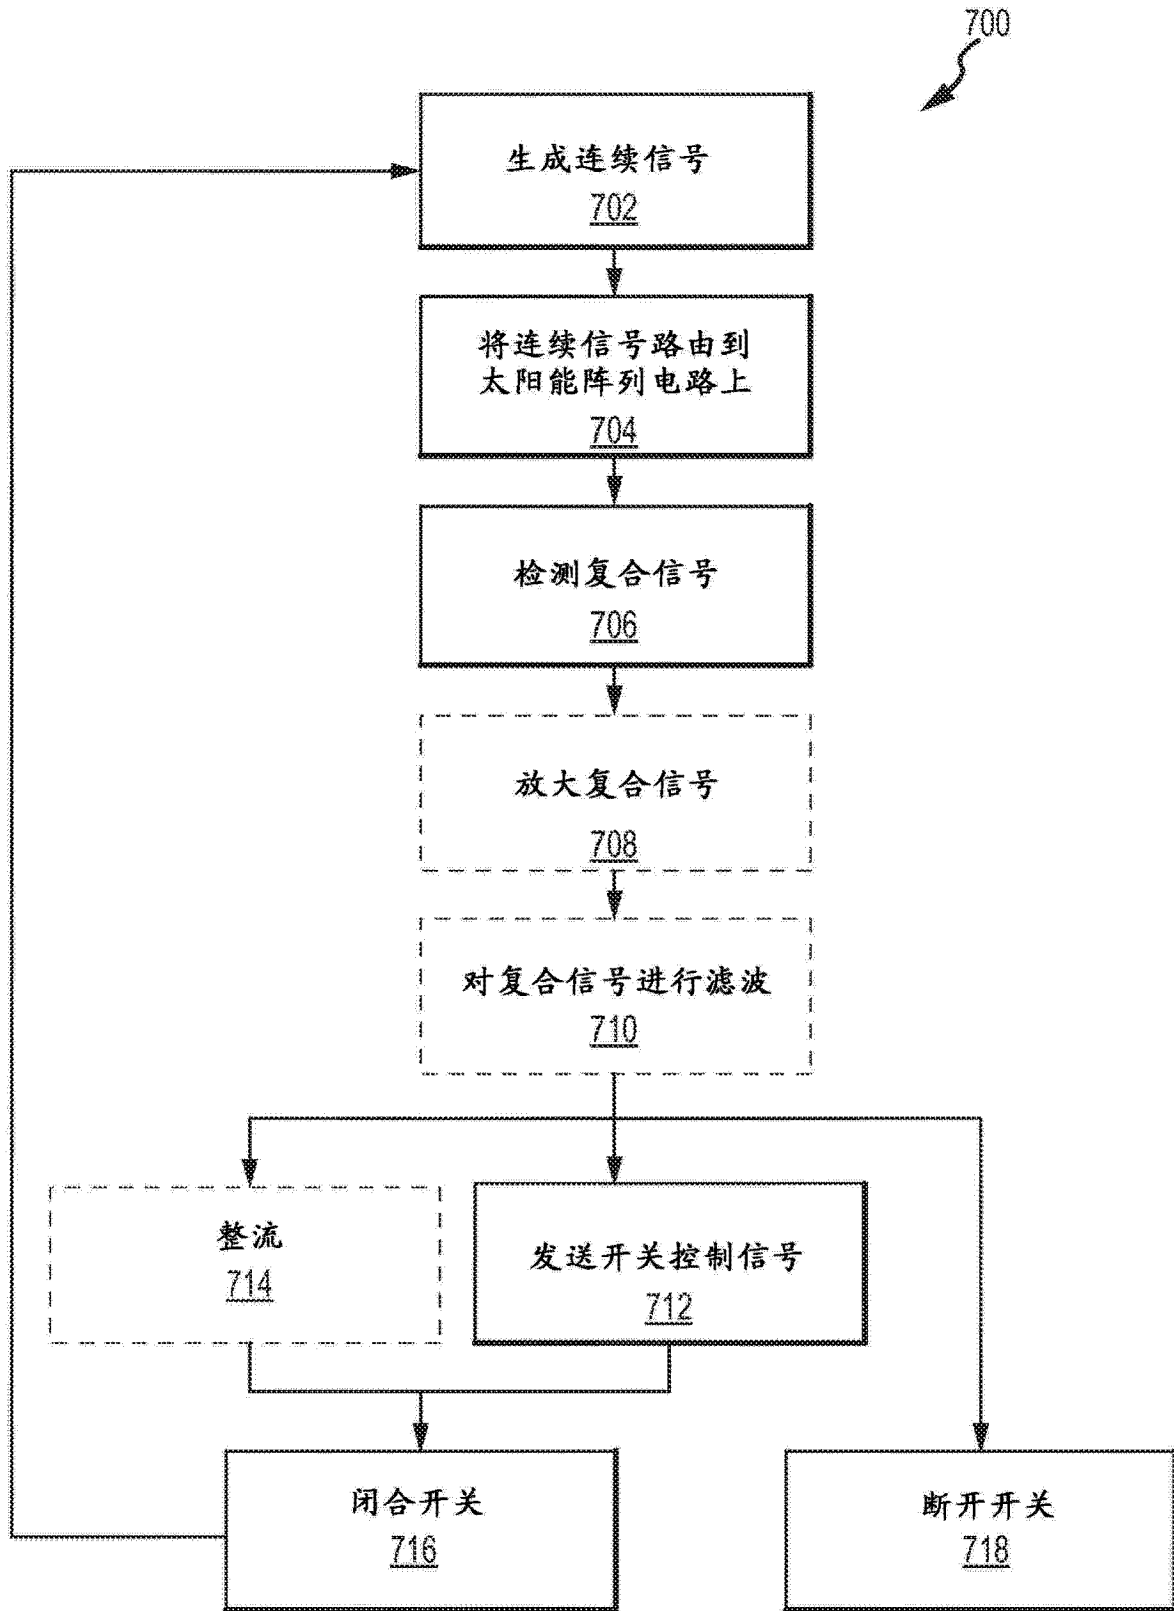 700
生成连续信号
702
将连续信号路由到
太阳能阵列电路上
704
检测复合信号
706
放大复合信号
708
对复合信号进行滤波
710
整流
714
发送开关控制信号
712
闭合开关
716
断开开关
718